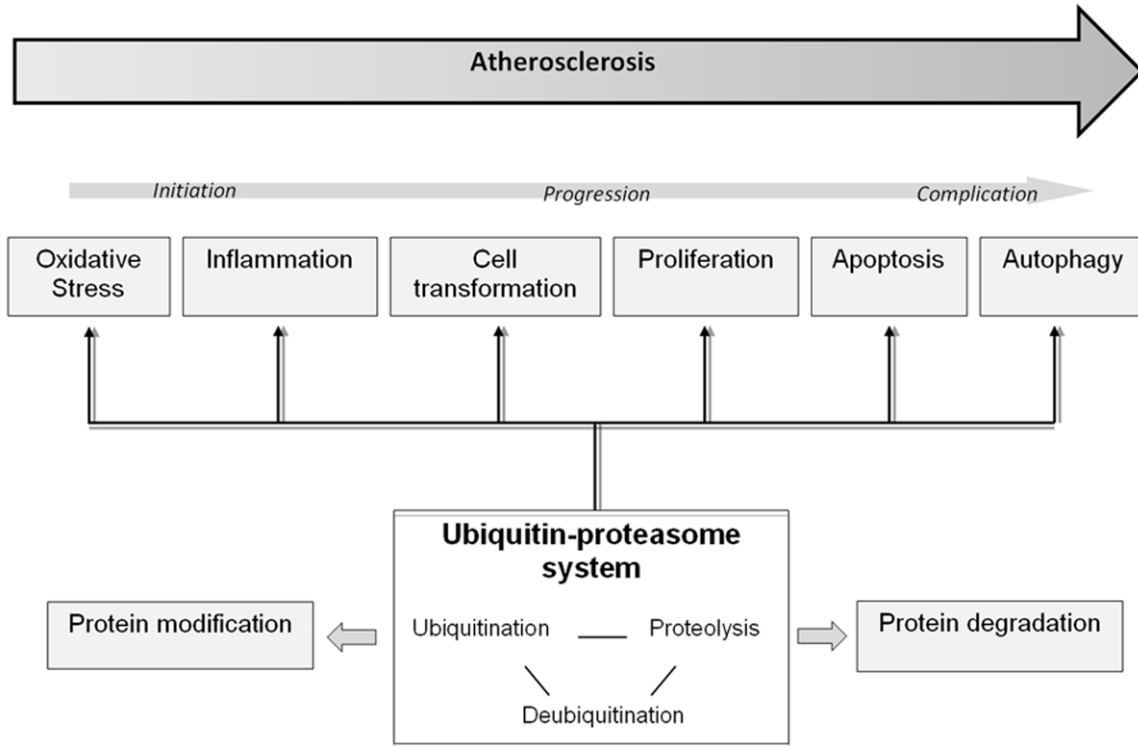 Atherosclerosis
Initiation
Progression
Complication
Oxidative
Stress
Inflammation
Cell
transformation
Proliferation
Apoptosis
Autophagy
Ubiquitin-proteasome
system
Protein modification
Ubiquitination
Proteolysis
Protein degradation
Deubiquitination